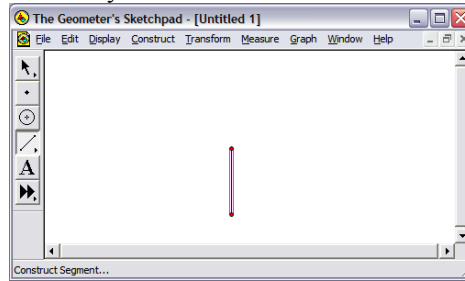 The Geometer's Sketchpad - [Untitled 1]
File Edit Display Construct Transform Measure Graph Window Help
A
Construct Segment...